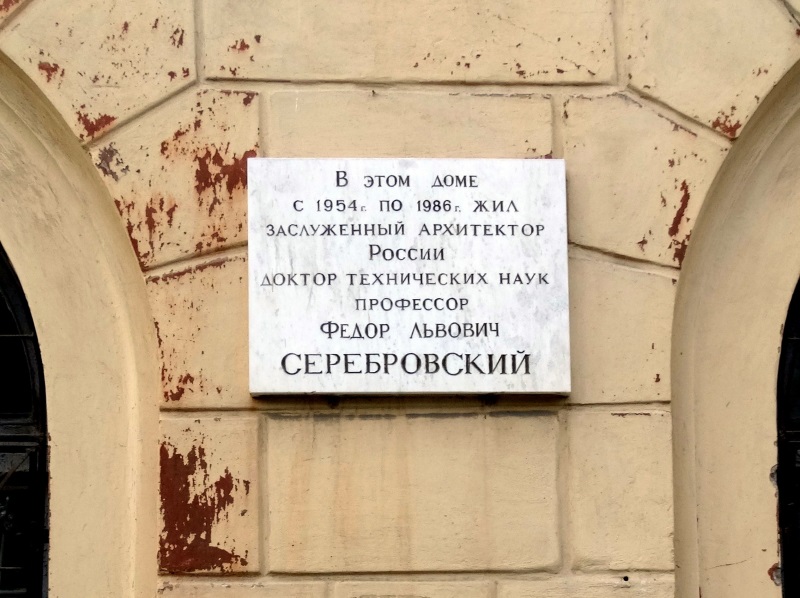 В этом доме
с 1954г. по 1986г. жил
заслуженный архитектор
России
доктор технических наук
профессор
Федор Львович
СЕРЕБРОВСКИЙ